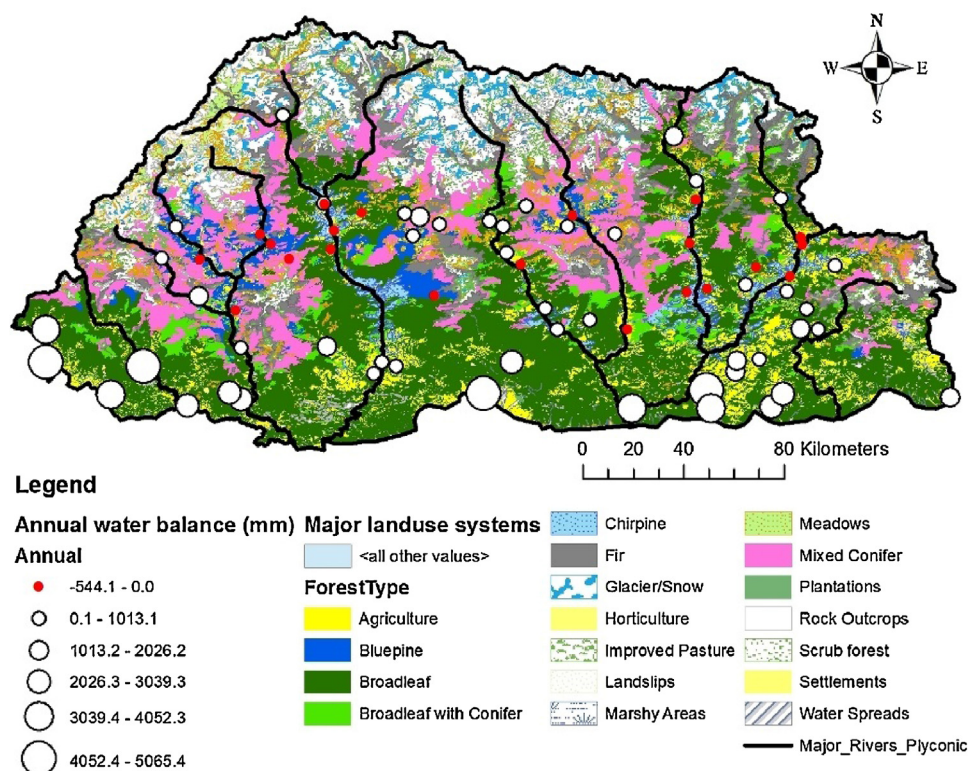 N
W E
S
0 20 40 80 Kilometers
Legend
Annual water balance (mm)
Annual
-544.1 - 0.0
0.1 - 1013.1
1013.2 - 2026.2
2026.3 - 3039.3
3039.4 - 4052.3
4052.4 - 5065.4
Major landuse systems
<all other values>
ForestType
Agriculture
Bluepine
Broadleaf
Broadleaf with Conifer
Chirpine
Fir
Glacier/Snow
Horticulture
Improved Pasture
Landslips
Marshy Areas
Meadows
Mixed Conifer
Plantations
Rock Outcrops
Scrub forest
Settlements
Water Spreads
Major_Rivers_Plyconic